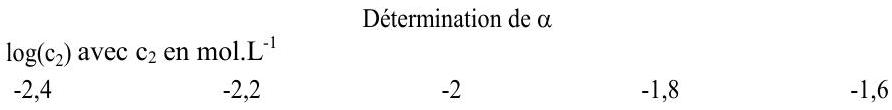 Détermination de α
log(c₂) avec c₂ en mol.L⁻¹
-2,4 -2,2 -2 -1,8 -1,6